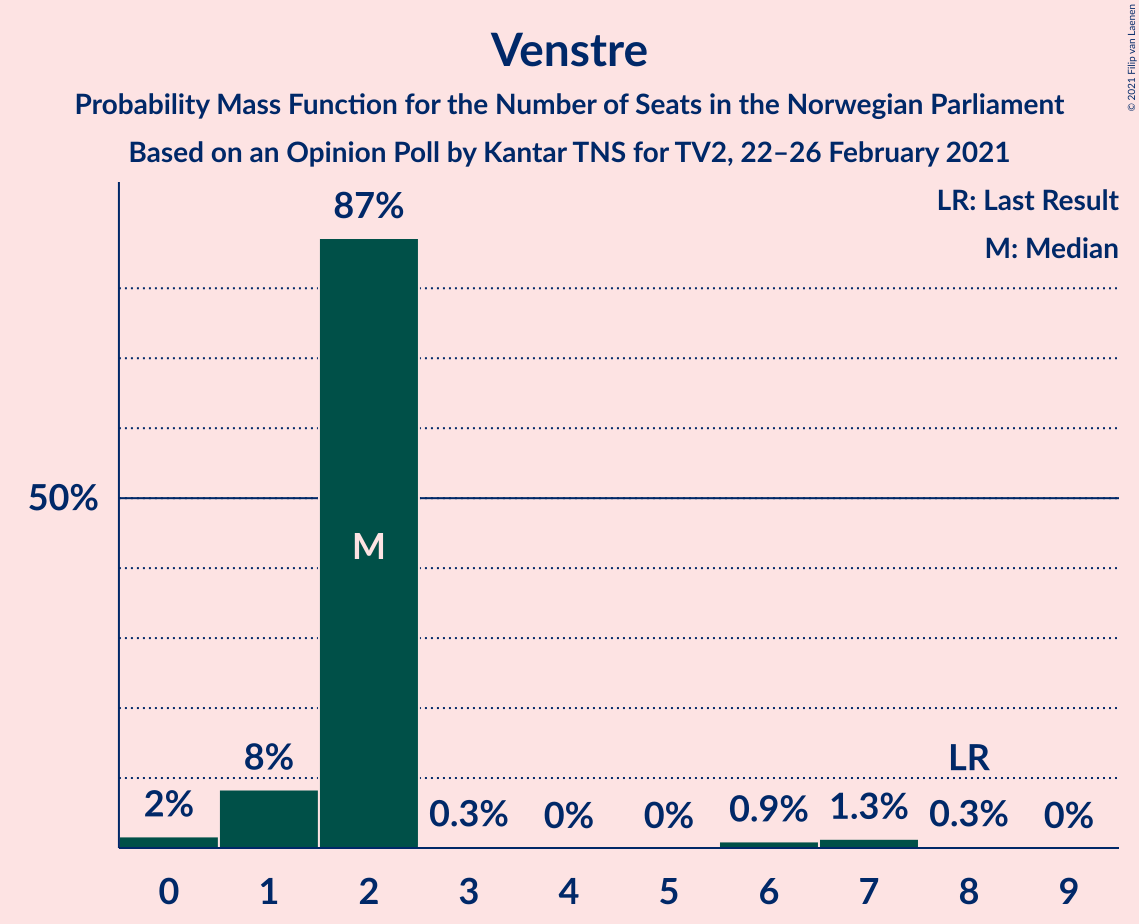 Venstre
Probability Mass Function for the Number of Seats in the Norwegian Parliament
Based on an Opinion Poll by Kantar TNS for TV2, 22–26 February 2021
© 2021 Filip van Laenen
LR: Last Result
M: Median
87%
50%
M
8%
LR
2%
0.3%
0%
0%
0.9%
1.3%
0.3%
0%
0 1 2 3 4 5 6 7 8 9